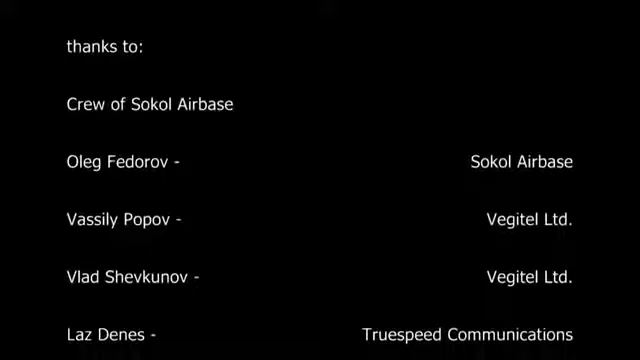 thanks to:
Crew of Sokol Airbase
Oleg Fedorov - Sokol Airbase
Vassily Popov - Vegitel Ltd.
Vlad Shevkunov - Vegitel Ltd.
Laz Denes - Truespeed Communications